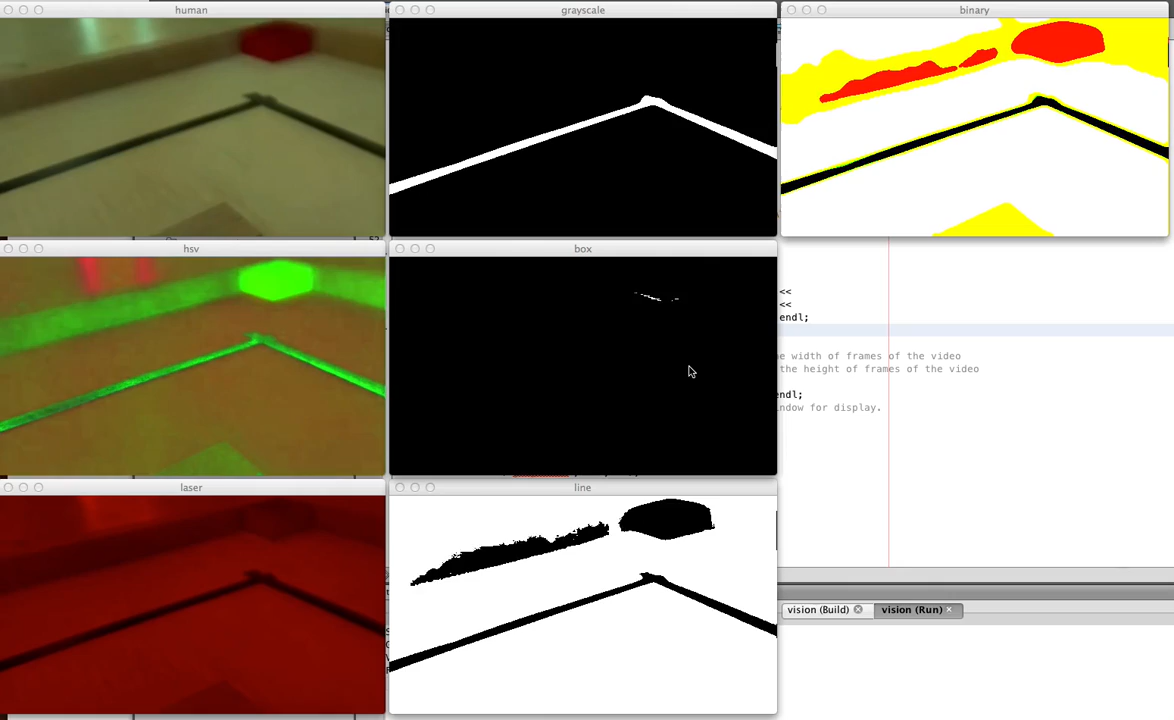 human
grayscale
binary
hsv
box
<<
<<
endl;
e width of frames of the video
the height of frames of the video
ndl;
ndow for display.
laser
line
vision (Build)
vision (Run)